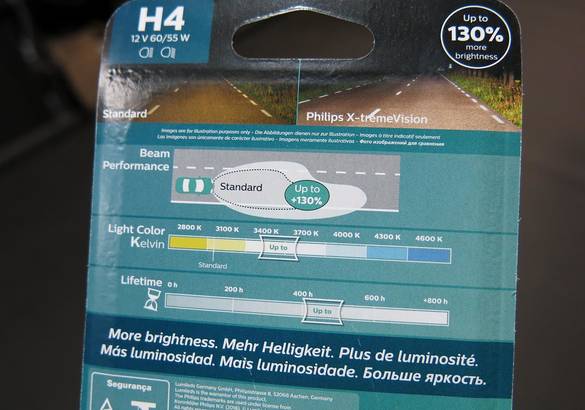 H4
12 V 60/55 W
Up to
130%
more
brightness
Standard
Philips X-tremeVision
Images are for illustration purposes only - Die Abbildungen dienen nur zur Illustration - Images à titre indicatif seulement
Las imágenes son únicamente de carácter ilustrativo - Imagens meramente ilustrativas - Фото изображений для сравнения
Beam
Performance
Standard
Up to
+130%
Light Color
Kelvin
2800 K 3100 K 3400 K 3700 K 4000 K 4300 K 4600 K
Up to
Standard
Lifetime
0 h 200 h 400 h 600 h +800 h
Up to
More brightness. Mehr Helligkeit. Plus de luminosité.
Más luminosidad. Mais luminosidade. Больше яркость.
Segurança
Lumileds Germany GmbH, Philipsstrasse 8, 52068 Aachen, Germany
Lumileds is the warrantor of this product.
The Philips trademarks are used under license from
Koninklijke Philips N.V. (2016).